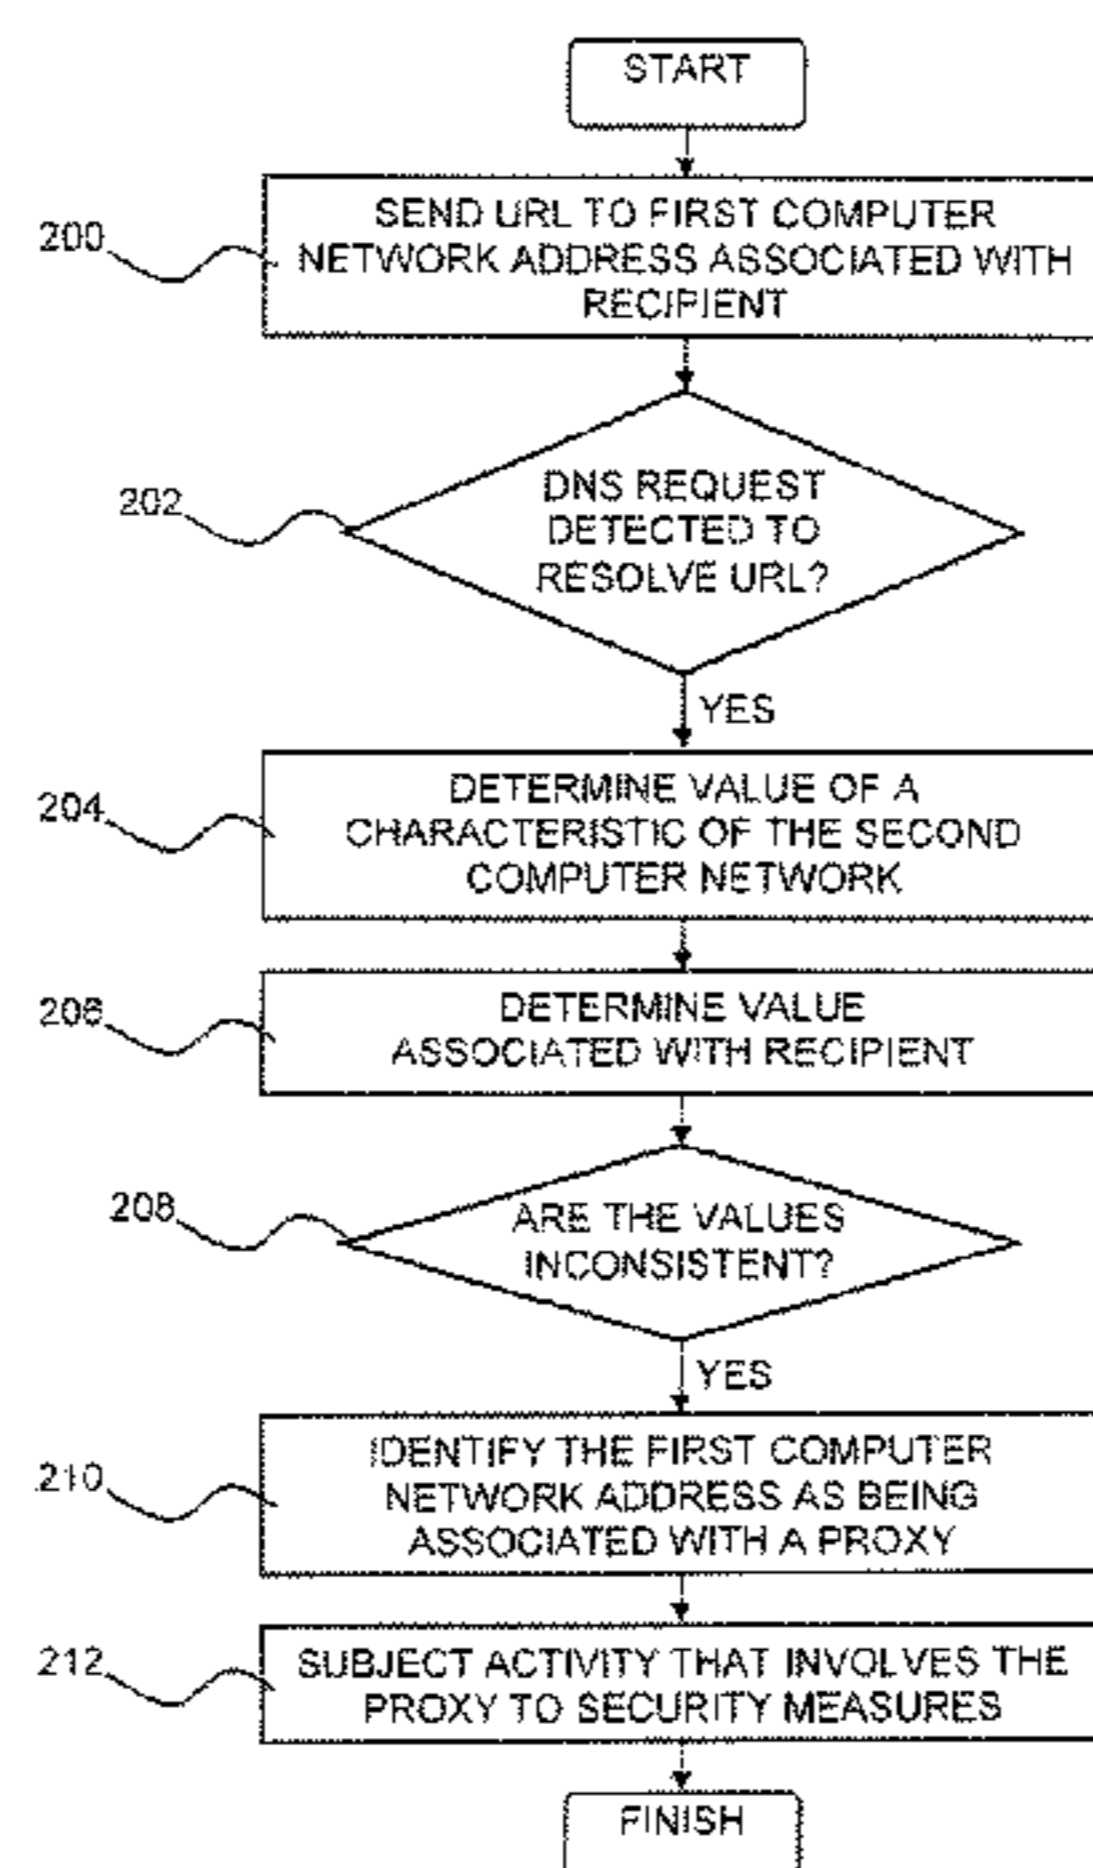 START
200
SEND URL TO FIRST COMPUTER
NETWORK ADDRESS ASSOCIATED WITH
RECIPIENT
202
DNS REQUEST
DETECTED TO
RESOLVE URL?
YES
204
DETERMINE VALUE OF A
CHARACTERISTIC OF THE SECOND
COMPUTER NETWORK
206
DETERMINE VALUE
ASSOCIATED WITH RECIPIENT
208
ARE THE VALUES
INCONSISTENT?
YES
210
IDENTIFY THE FIRST COMPUTER
NETWORK ADDRESS AS BEING
ASSOCIATED WITH A PROXY
212
SUBJECT ACTIVITY THAT INVOLVES THE
PROXY TO SECURITY MEASURES
FINISH